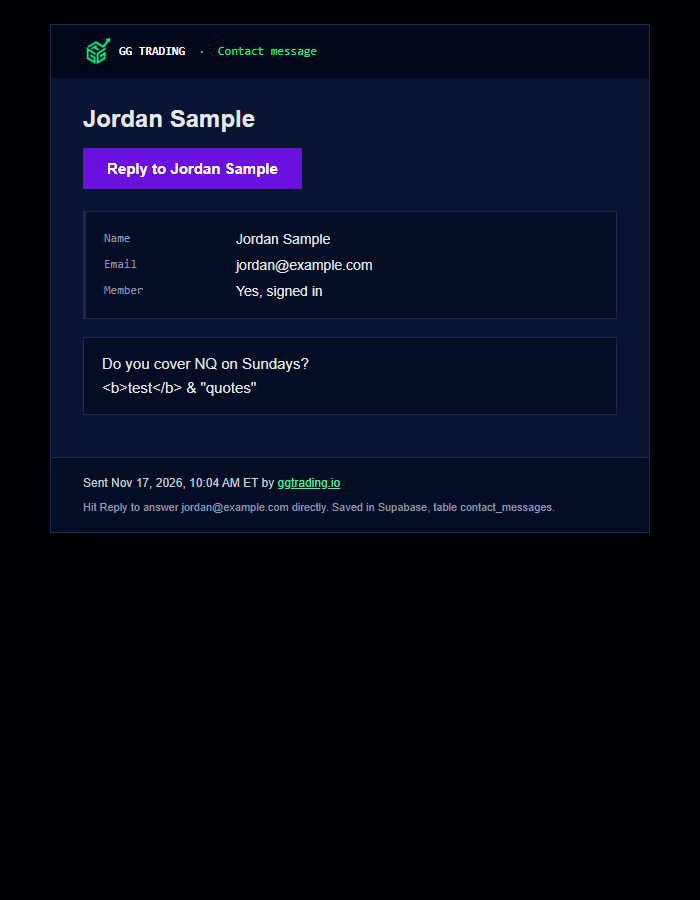 GG TRADING · Contact message
Jordan Sample
Reply to Jordan Sample
Name Jordan Sample
Email jordan@example.com
Member Yes, signed in
Do you cover NQ on Sundays?
<b>test</b> & "quotes"
Sent Nov 17, 2026, 10:04 AM ET by ggtrading.io
Hit Reply to answer jordan@example.com directly. Saved in Supabase, table contact_messages.